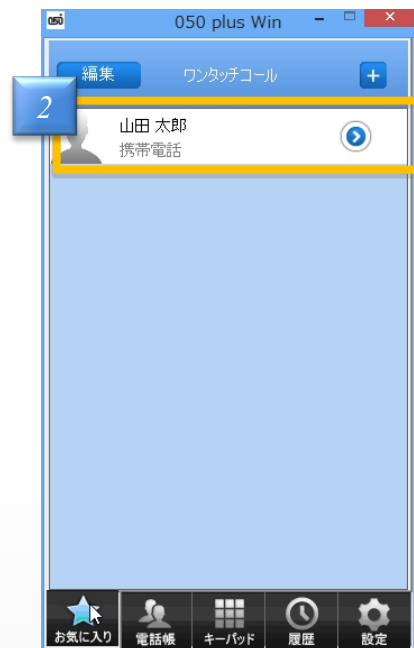 050 050 plus Win
編集 ワンタッチコール +
2
山田 太郎
携帯電話
お気に入り 電話帳 キーパッド 履歴 設定